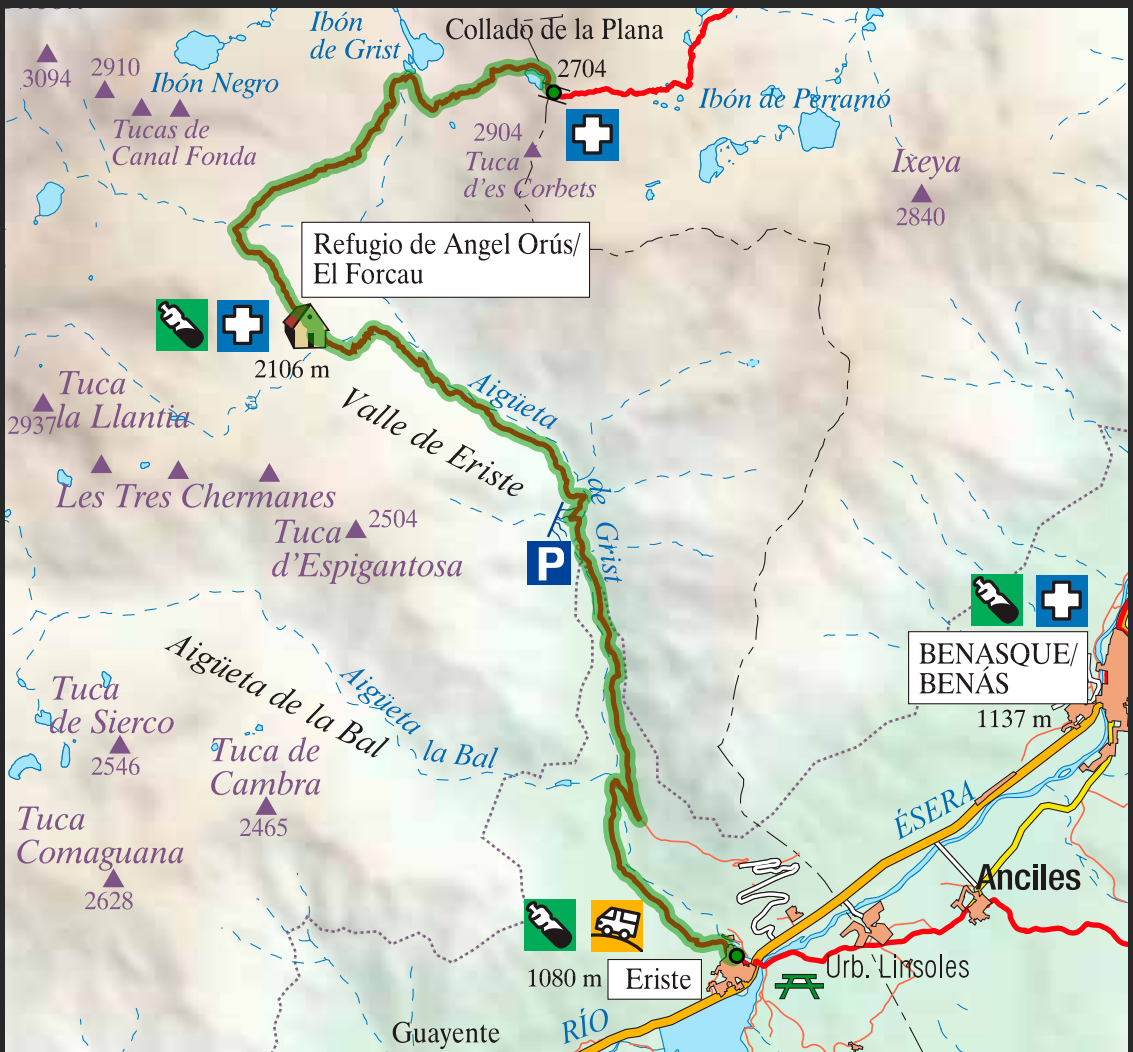 Ibón
de Grist
Collado de la Plana
2704
3094
2910
Ibón Negro
Tucas de
Canal Fonda
2904
Tuca
d'es Corbets
Ibón de Perramó
Ixeya
2840
Refugio de Angel Orús/
El Forcau
2106 m
Tuca
la Llantia
2937
Aigüeta
de Grist
Valle de Eriste
Les Tres Chermanes
2504
Tuca
d'Espigantosa
P
BENASQUE/
BENÁS
1137 m
Aigüeta de la Bal
Aigüeta
la Bal
Tuca
de Sierco
2546
Tuca de
Cambra
2465
Tuca
Comaguana
2628
ÉSERA
Anciles
1080 m
Eriste
Urb. Linsoles
Guayente
RÍO